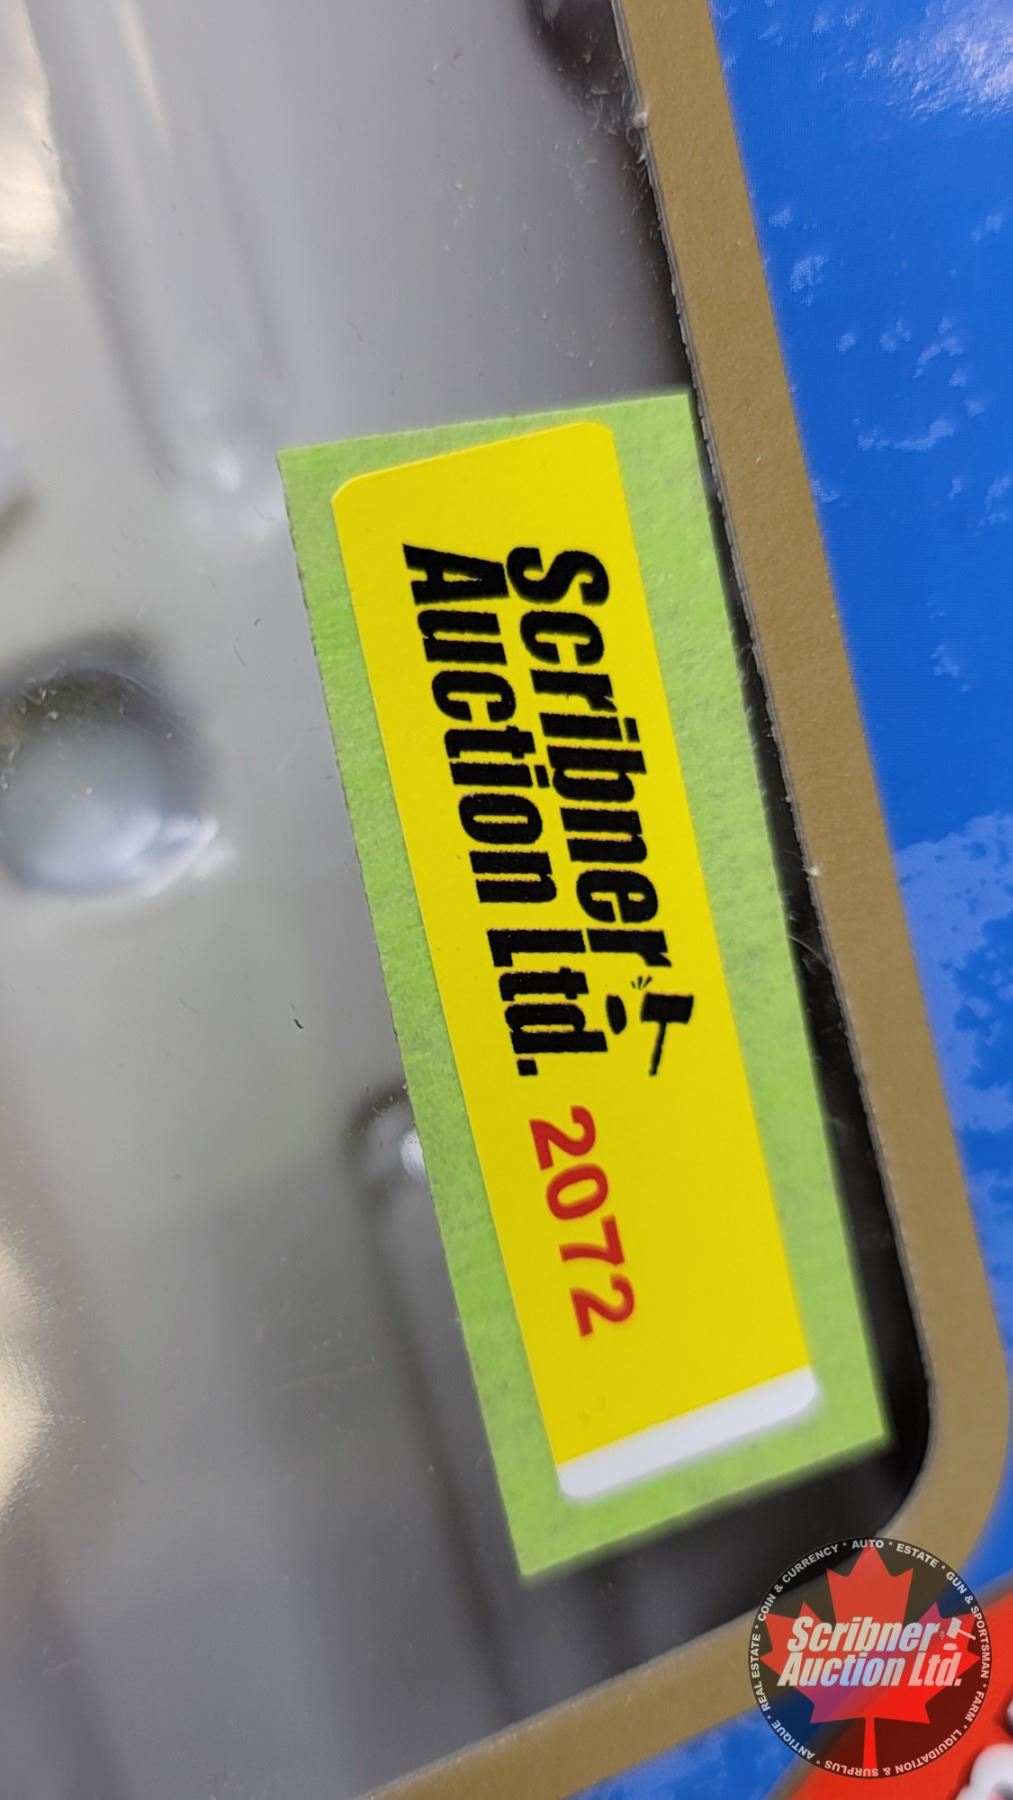 Scribner
Auction Ltd. 2072
COIN & CURRENCY * AUTO * ESTATE * GUN & SPORTSMAN * FARM * LIQUIDATION & SURPLUS * ANTIQUE * REAL ESTATE *
Scribner
Auction Ltd.